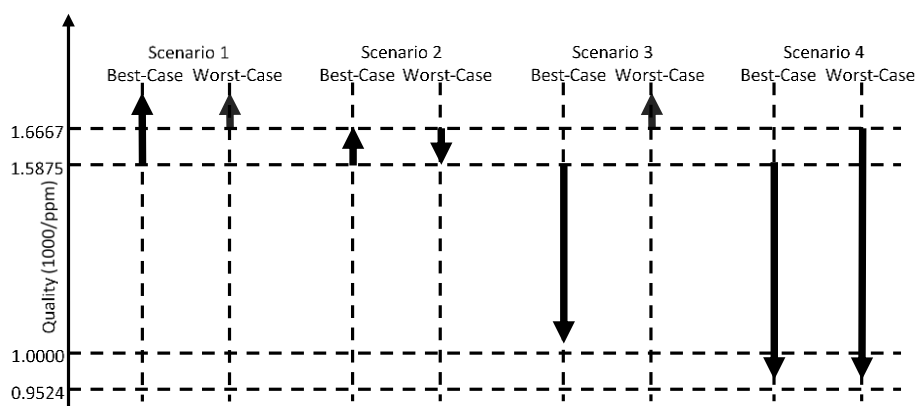 Scenario 1 Scenario 2 Scenario 3 Scenario 4
Best-Case Worst-Case Best-Case Worst-Case Best-Case Worst-Case Best-Case Worst-Case
1.6667
1.5875
Quality (1000/ppm)
1.0000
0.9524